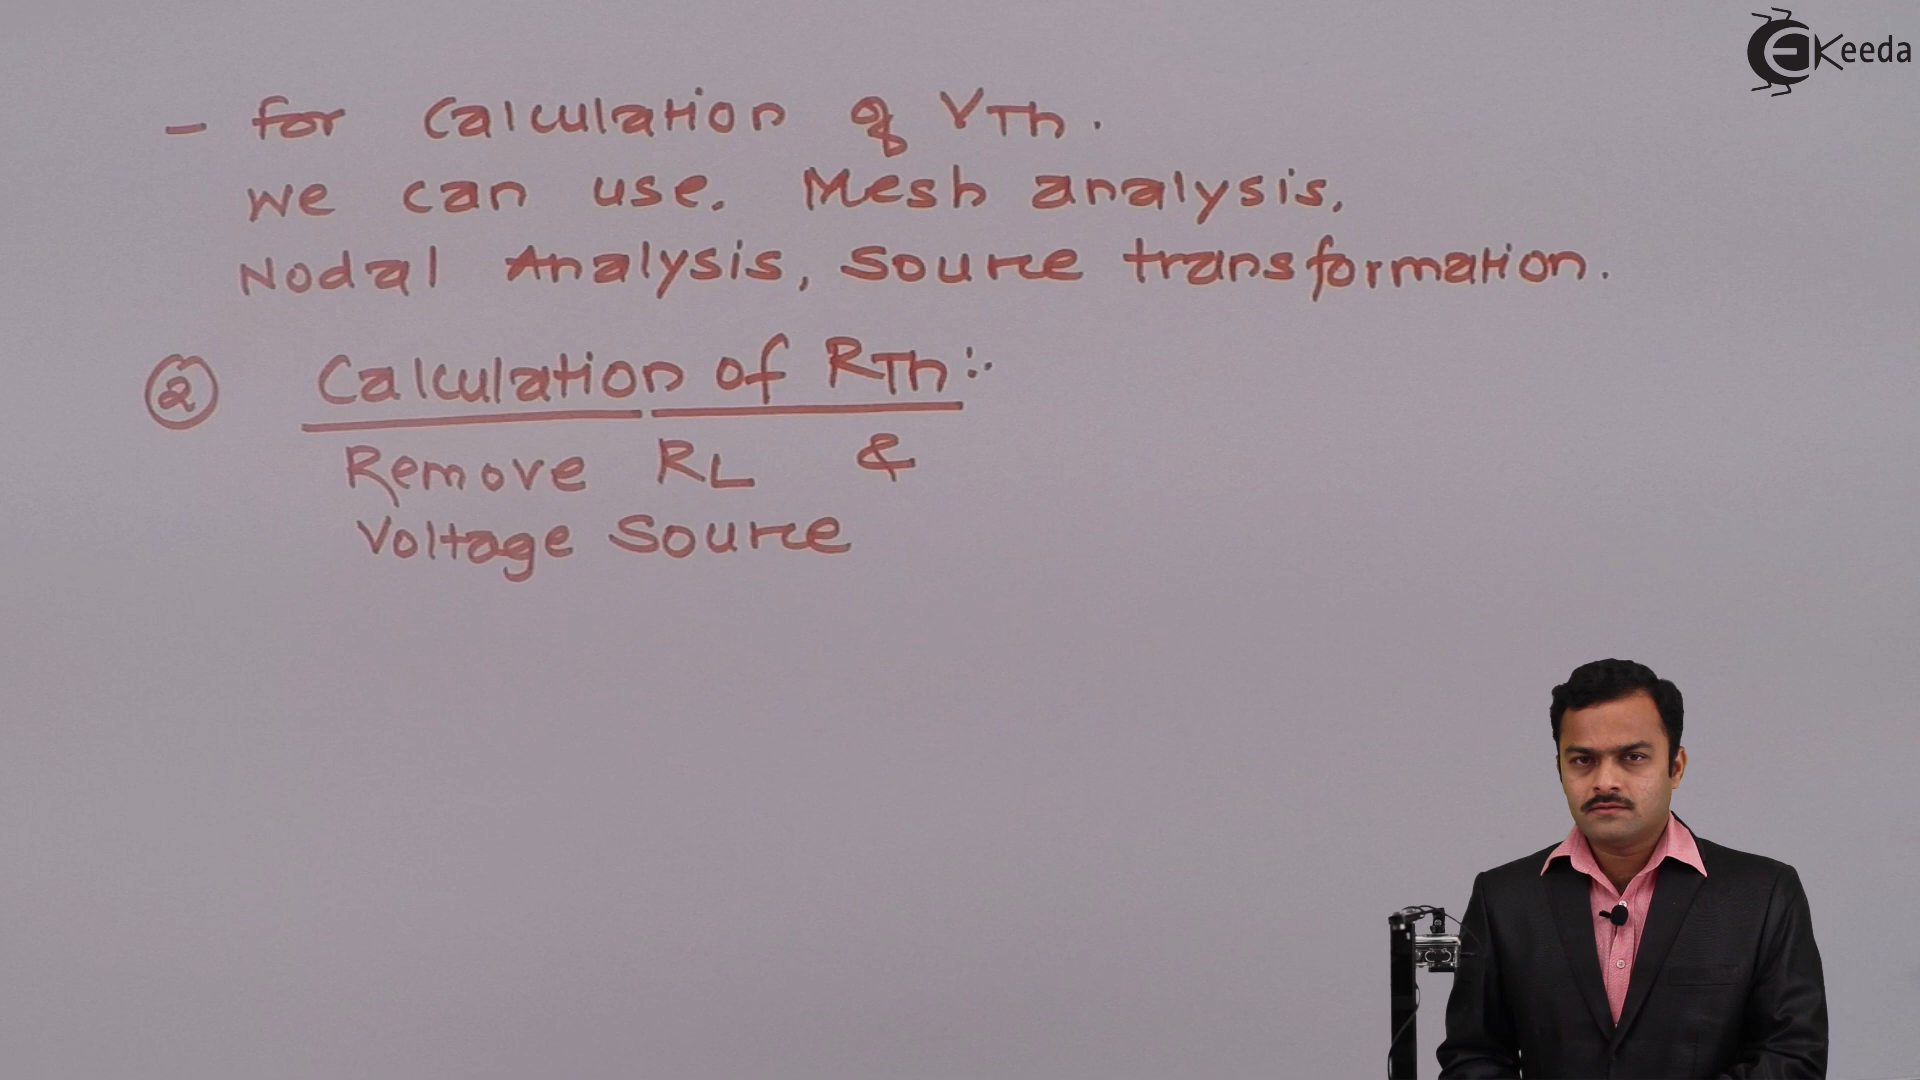 EKeeda
- for calculation of VTh.
we can use. Mesh analysis,
Nodal Analysis, source transformation.
② Calculation of RTh:-
Remove RL &
Voltage Source